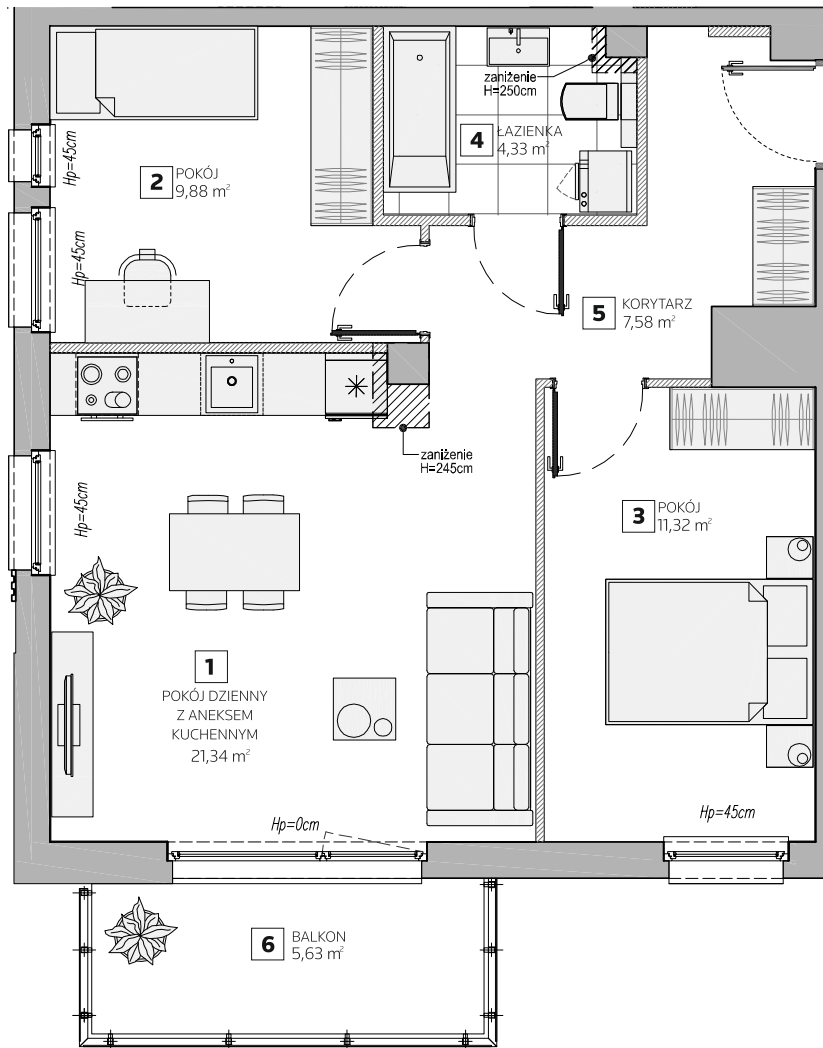 zaniżenie
H=250cm
4
ŁAZIENKA
4,33 m²
Hp=45cm
2
POKÓJ
9,88 m²
Hp=45cm
5
KORYTARZ
7,58 m²
zaniżenie
H=245cm
Hp=45cm
3
POKÓJ
11,32 m²
1
POKÓJ DZIENNY
Z ANEKSEM
KUCHENNYM
21,34 m²
Hp=0cm
Hp=45cm
6
BALKON
5,63 m²